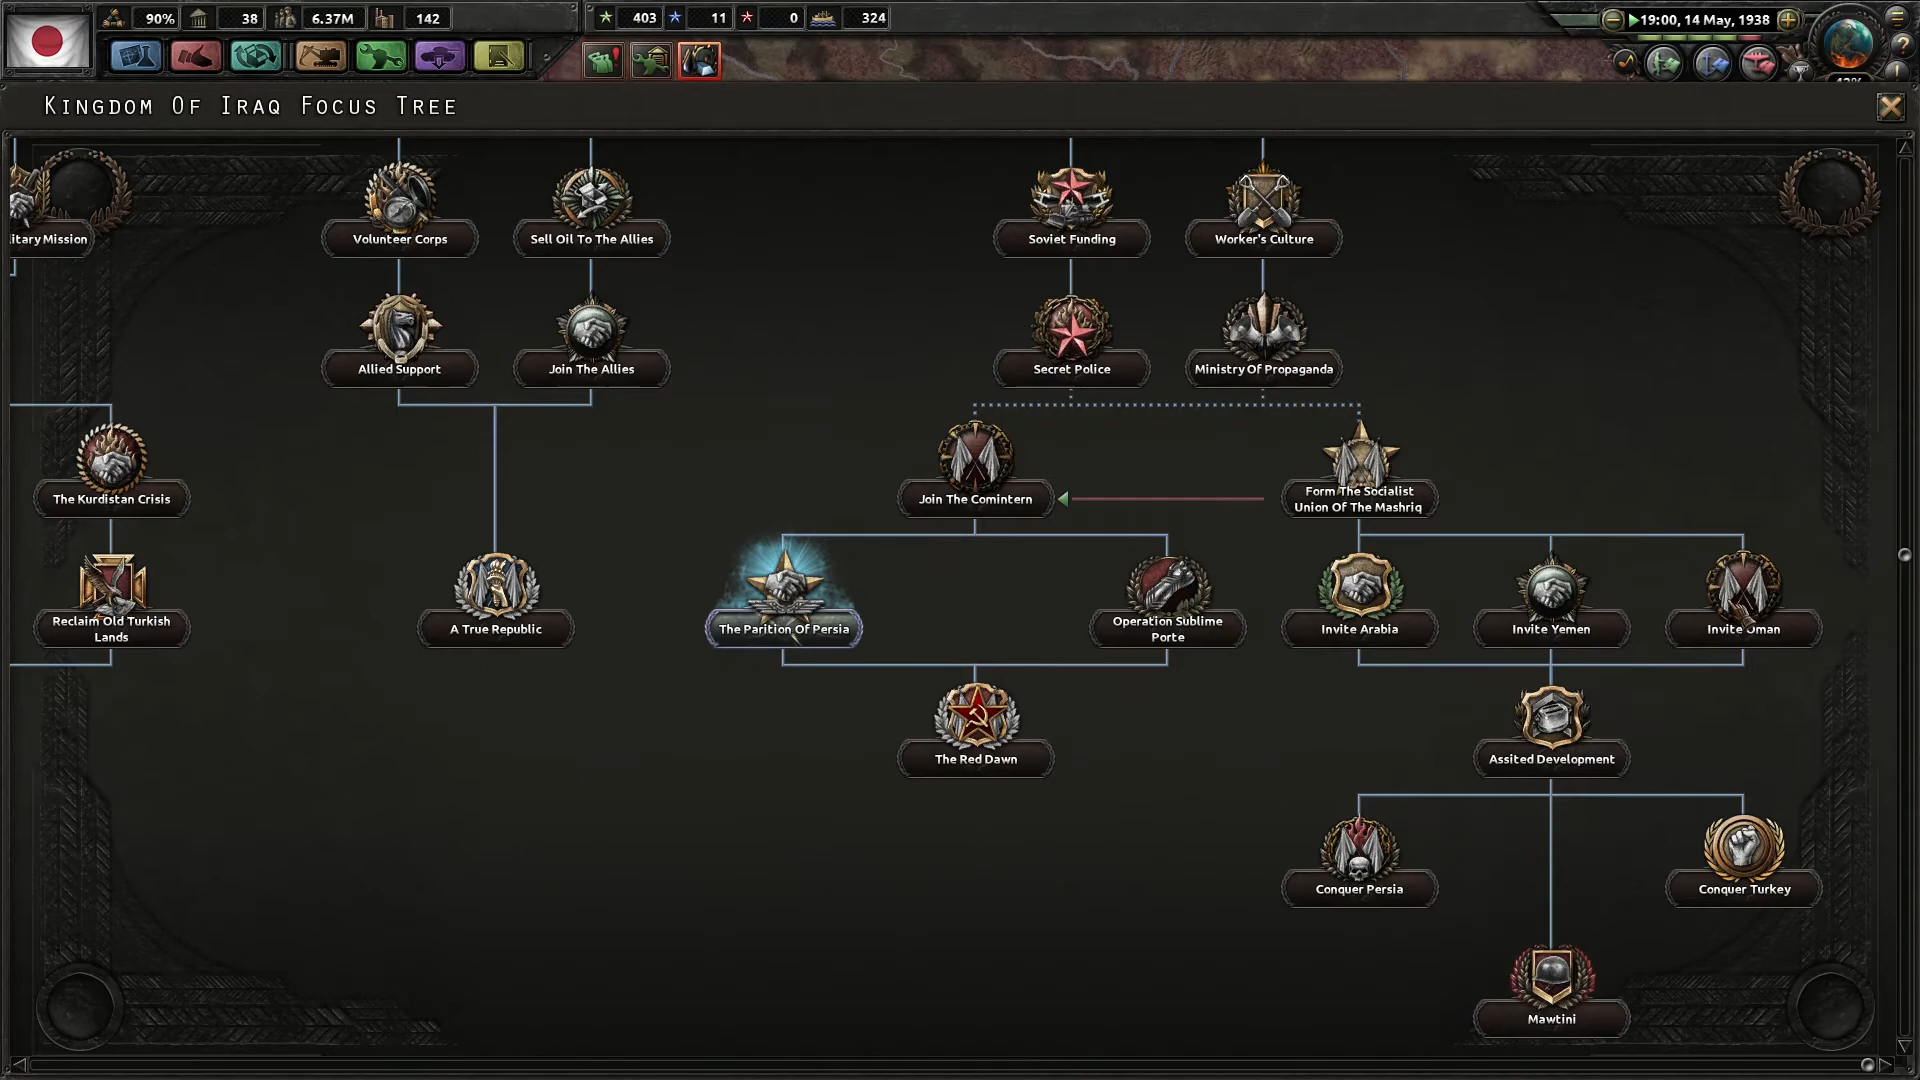 90%
38
6.37M
142
403
11
0
324
19:00, 14 May, 1938
Kingdom Of Iraq Focus Tree
litary Mission
Volunteer Corps
Sell Oil To The Allies
Soviet Funding
Worker's Culture
Allied Support
Join The Allies
Secret Police
Ministry Of Propaganda
The Kurdistan Crisis
Join The Comintern
Form The Socialist
Union Of The Mashriq
Reclaim Old Turkish
Lands
A True Republic
The Parition Of Persia
Operation Sublime
Porte
Invite Arabia
Invite Yemen
Invite Oman
The Red Dawn
Assited Development
Conquer Persia
Conquer Turkey
Mawtini